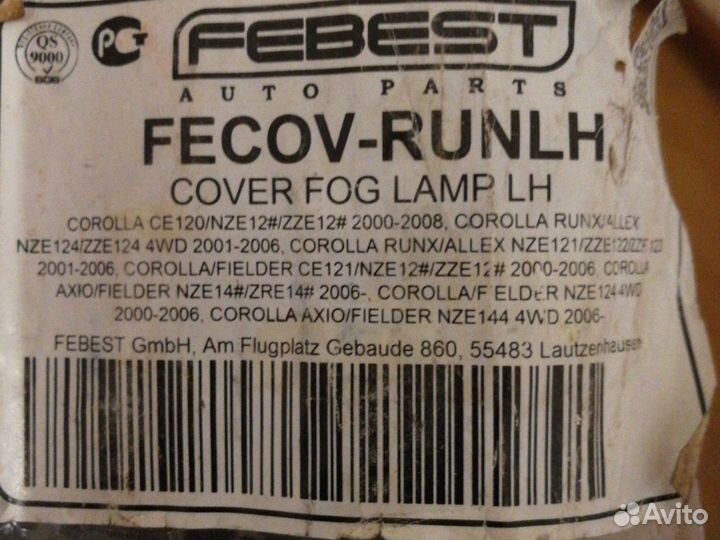 QS
9000
SGS
РСТ
FEBEST
AUTO PARTS
FECOV-RUNLH
COVER FOG LAMP LH
COROLLA CE120/NZE12#/ZZE12# 2000-2008, COROLLA RUNX/ALLEX
NZE124/ZZE124 4WD 2001-2006, COROLLA RUNX/ALLEX NZE121/ZZE122/ZZE123
2001-2006, COROLLA/FIELDER CE121/NZE12#/ZZE12# 2000-2006, COROLLA
AXIO/FIELDER NZE14#/ZRE14# 2006-, COROLLA/FIELDER NZE124 4WD
2000-2006, COROLLA AXIO/FIELDER NZE144 4WD 2006-
FEBEST GmbH, Am Flugplatz Gebaude 860, 55483 Lautzenhausen
Avito